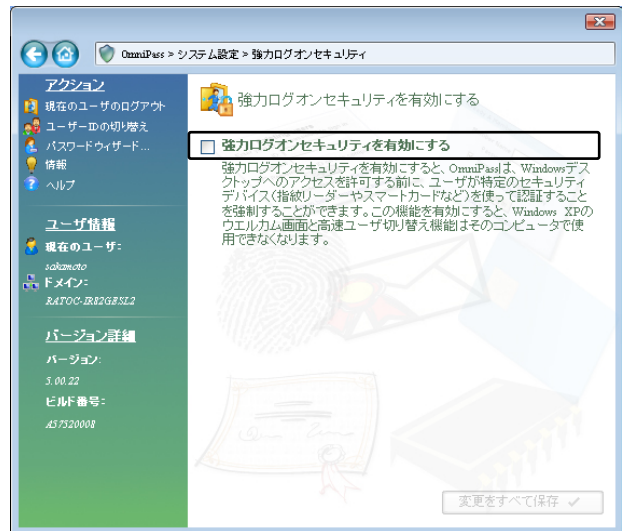 OmniPass > システム設定 > 強力ログオンセキュリティ
アクション
現在のユーザのログアウト
ユーザーIDの切り替え
パスワードウィザード...
情報
ヘルプ
ユーザ情報
現在のユーザ:
sakamoto
ドメイン:
RATOC-IR82GESL2
バージョン詳細
バージョン:
5.00.22
ビルド番号:
A57520008
強力ログオンセキュリティを有効にする
強力ログオンセキュリティを有効にする
強力ログオンセキュリティを有効にすると、OmniPassは、Windowsデス
クトップへのアクセスを許可する前に、ユーザが特定のセキュリティ
デバイス(指紋リーダーやスマートカードなど)を使って認証すること
を強制することができます。この機能を有効にすると、Windows XPの
ウエルカム画面と高速ユーザ切り替え機能はそのコンピュータで使
用できなくなります。
変更をすべて保存